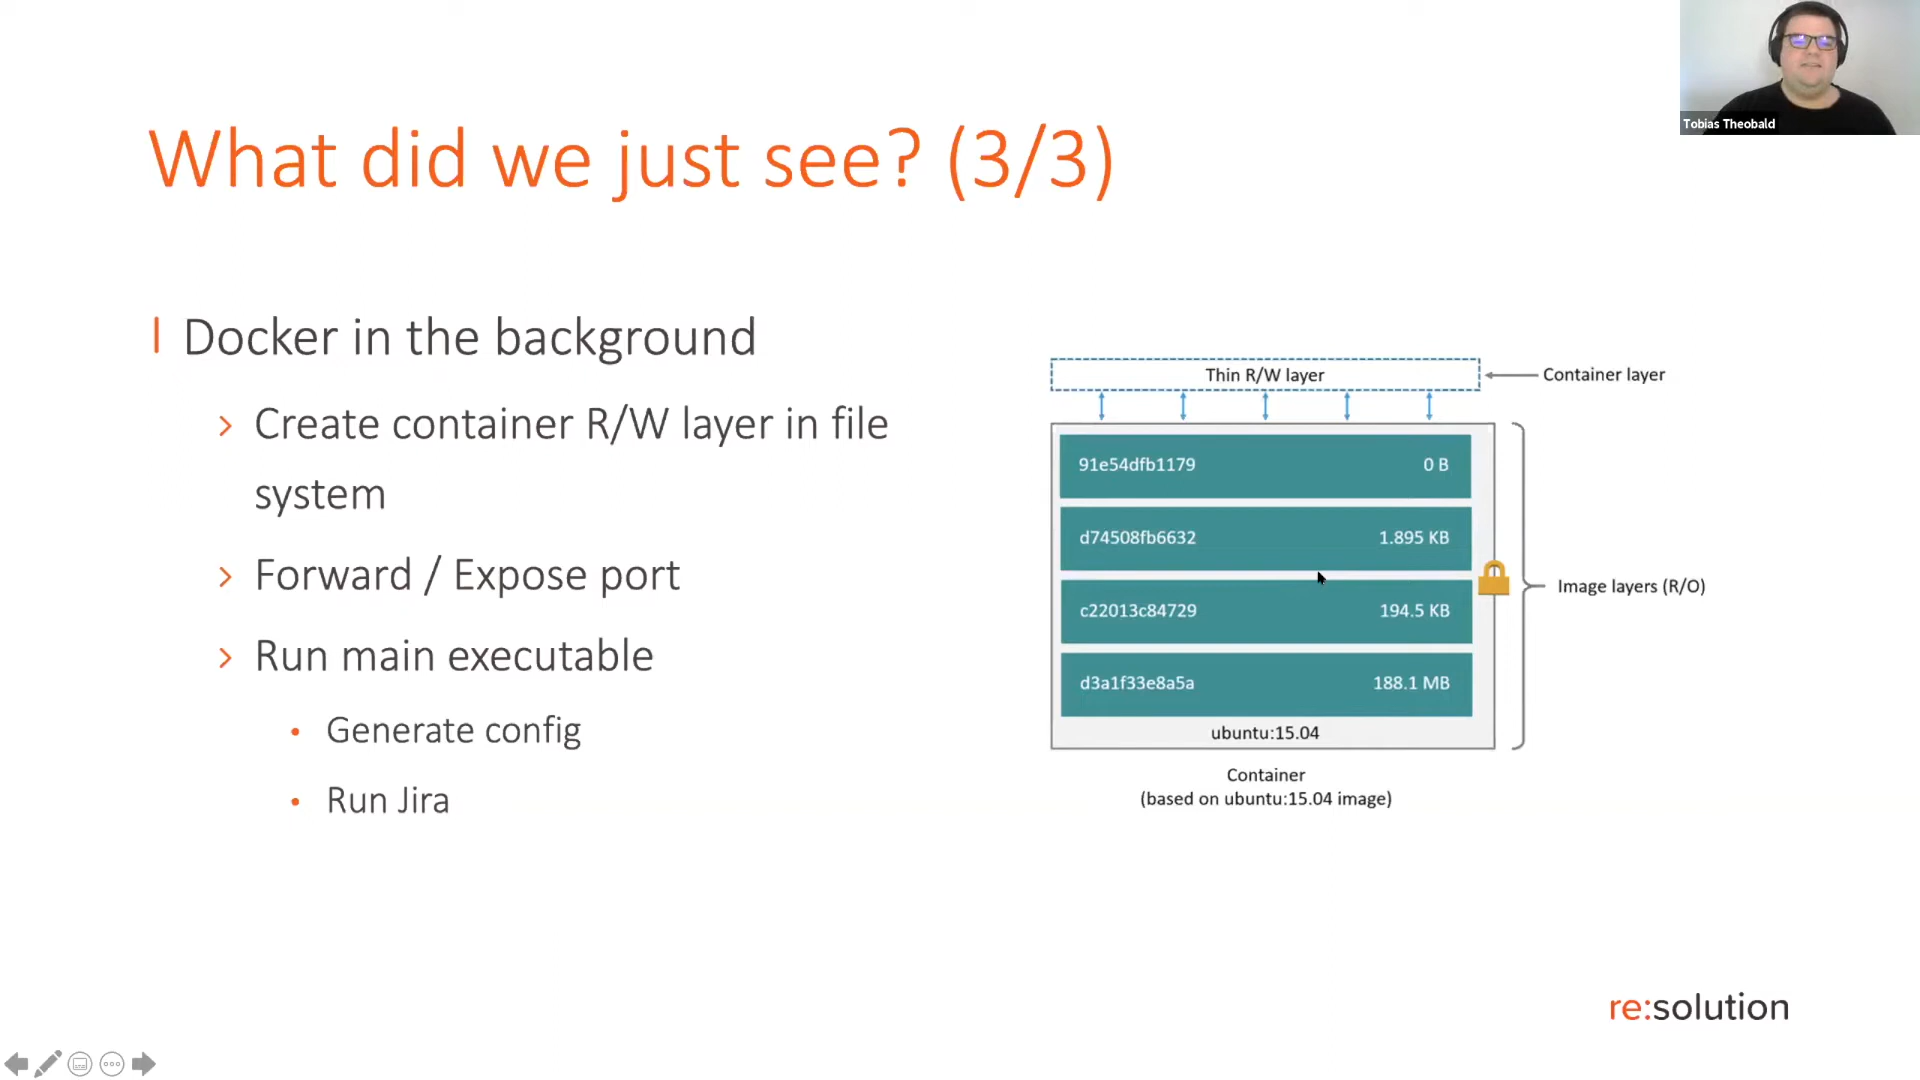 Tobias Theobald
What did we just see? (3/3)
Docker in the background
Create container R/W layer in file
system
Forward / Expose port
Run main executable
Generate config
Run Jira
Thin R/W layer
Container layer
91e54dfb1179 0 B
d74508fb6632 1.895 KB
c22013c84729 194.5 KB
d3a1f33e8a5a 188.1 MB
ubuntu:15.04
Image layers (R/O)
Container
(based on ubuntu:15.04 image)
re:solution